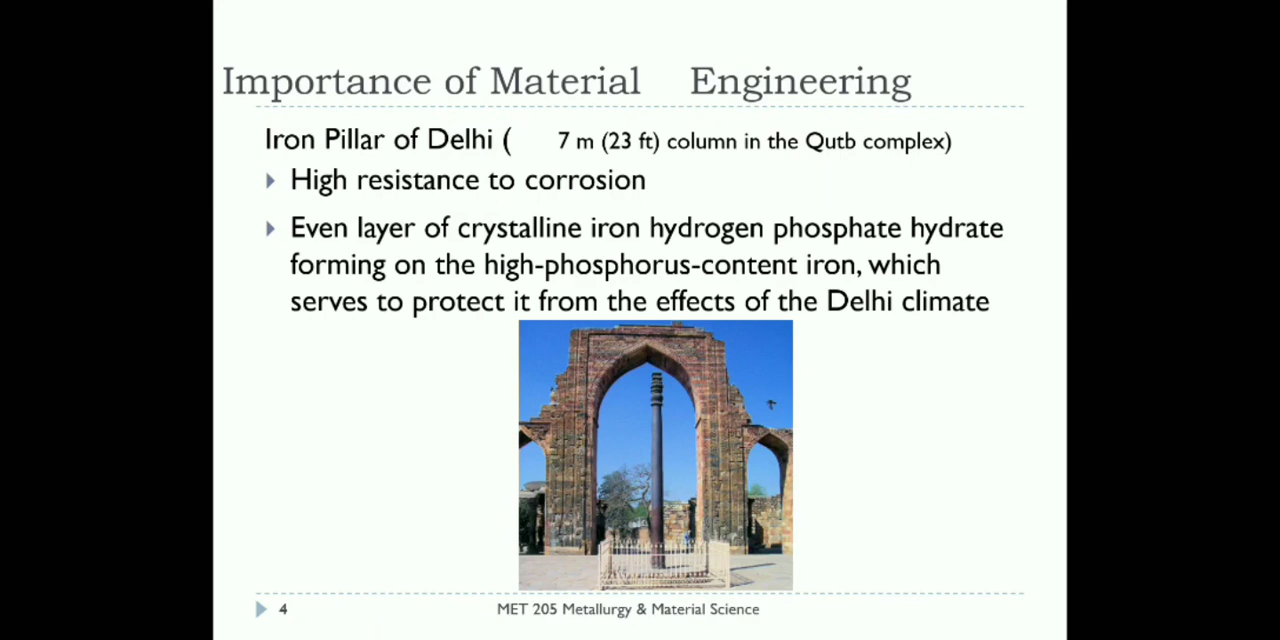 Importance of Material Engineering
Iron Pillar of Delhi ( 7 m (23 ft) column in the Qutb complex)
High resistance to corrosion
Even layer of crystalline iron hydrogen phosphate hydrate
forming on the high-phosphorus-content iron, which
serves to protect it from the effects of the Delhi climate
4 MET 205 Metallurgy & Material Science